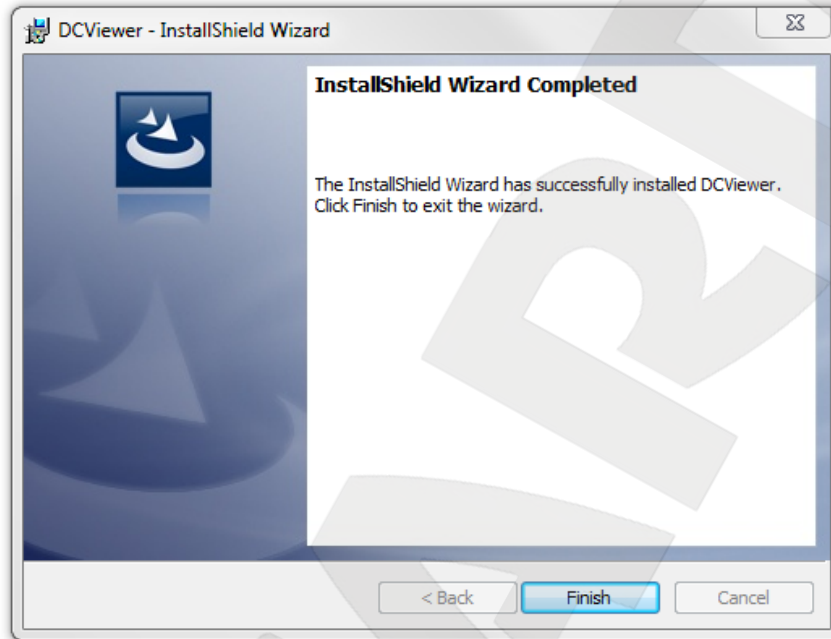 DCViewer - InstallShield Wizard
InstallShield Wizard Completed
The InstallShield Wizard has successfully installed DCViewer.
Click Finish to exit the wizard.
< Back
Finish
Cancel